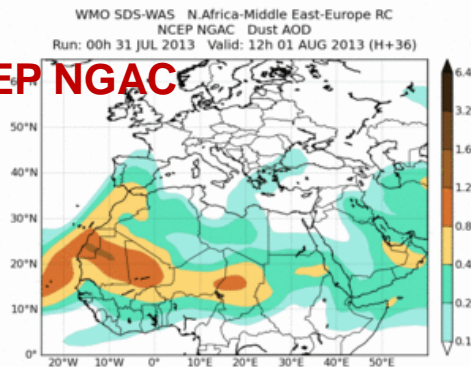 WMO SDS-WAS N.Africa-Middle East-Europe RC
NCEP NGAC Dust AOD
Run: 00h 31 JUL 2013 Valid: 12h 01 AUG 2013 (H+36)
EP NGAC
50°N
40°N
30°N
20°N
10°N
0°
20°W 10°W 0° 10°E 20°E 30°E 40°E 50°E
6.4
3.2
1.6
1.2
0.8
0.4
0.2
0.1